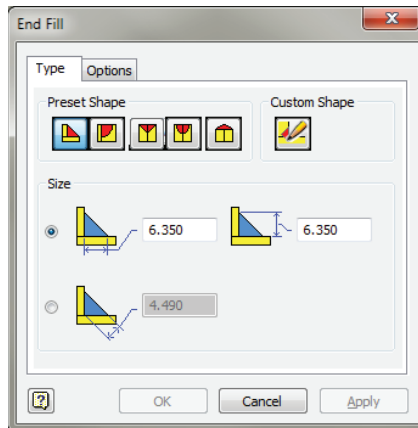 End Fill
Type Options
Preset Shape Custom Shape
Size
6.350 6.350
4.490
? OK Cancel Apply